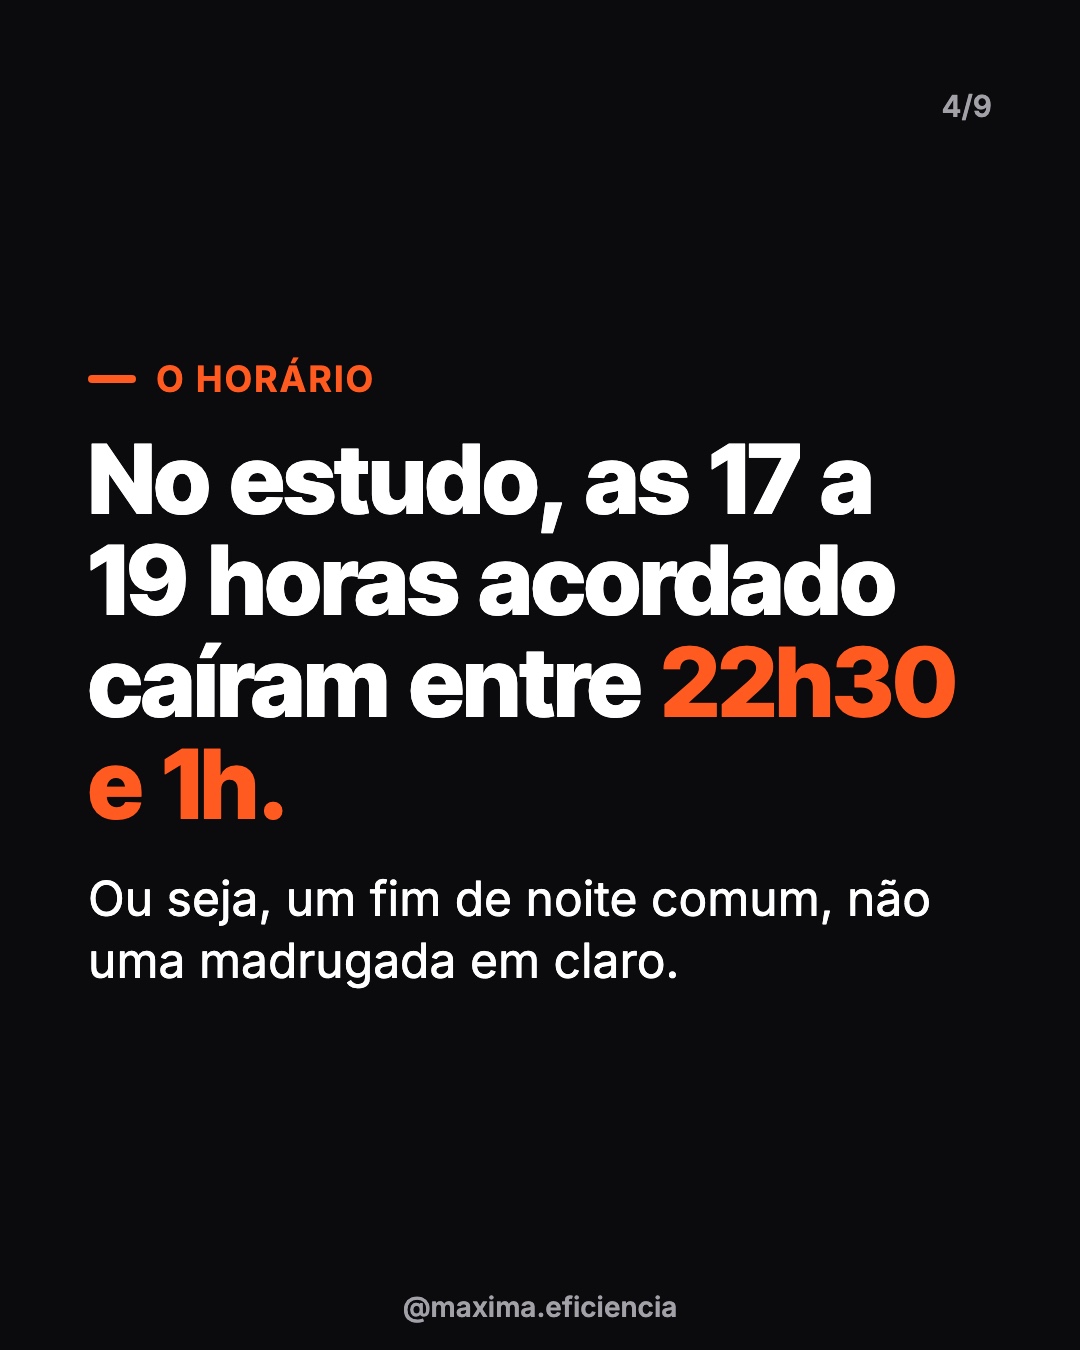 4/9
O HORÁRIO
No estudo, as 17 a
19 horas acordado
caíram entre 22h30
e 1h.
Ou seja, um fim de noite comum, não
uma madrugada em claro.
@maxima.eficiencia